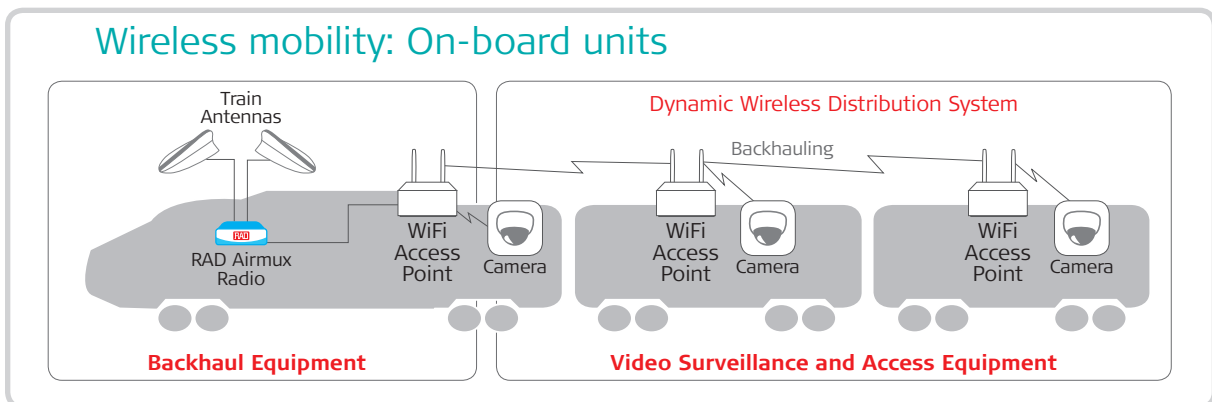 Wireless mobility: On-board units
Train
Antennas
Dynamic Wireless Distribution System
Backhauling
RAD
RAD Airmux
Radio
WiFi
Access
Point
Camera
WiFi
Access
Point
Camera
WiFi
Access
Point
Camera
Backhaul Equipment
Video Surveillance and Access Equipment